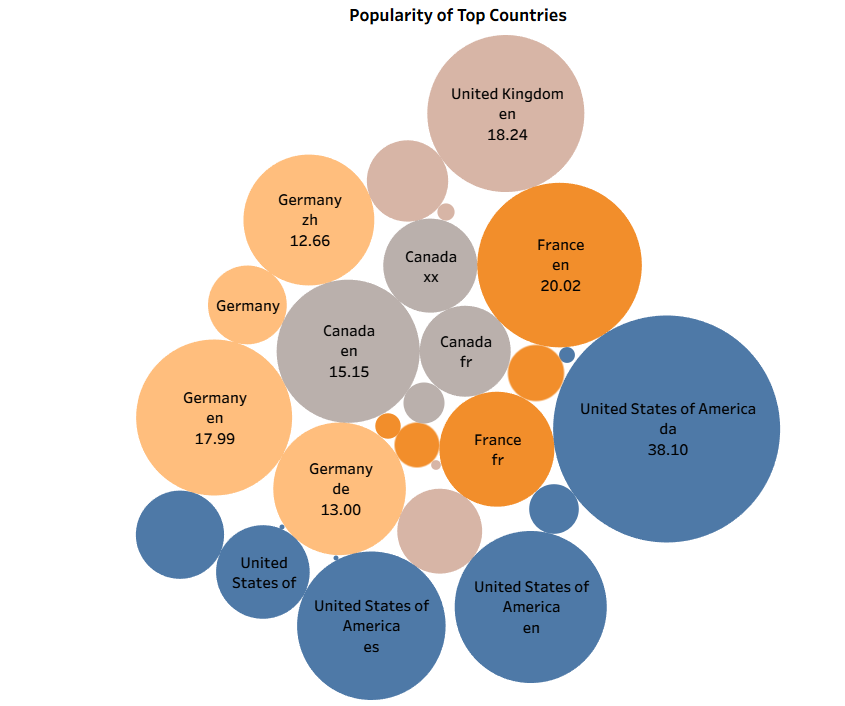 Popularity of Top Countries
United Kingdom
en
18.24
Germany
zh
12.66
Canada
xx
France
en
20.02
Germany
Canada
en
15.15
Canada
fr
Germany
en
17.99
United States of America
da
38.10
France
fr
Germany
de
13.00
United
States of
United States of
America
es
United States of
America
en